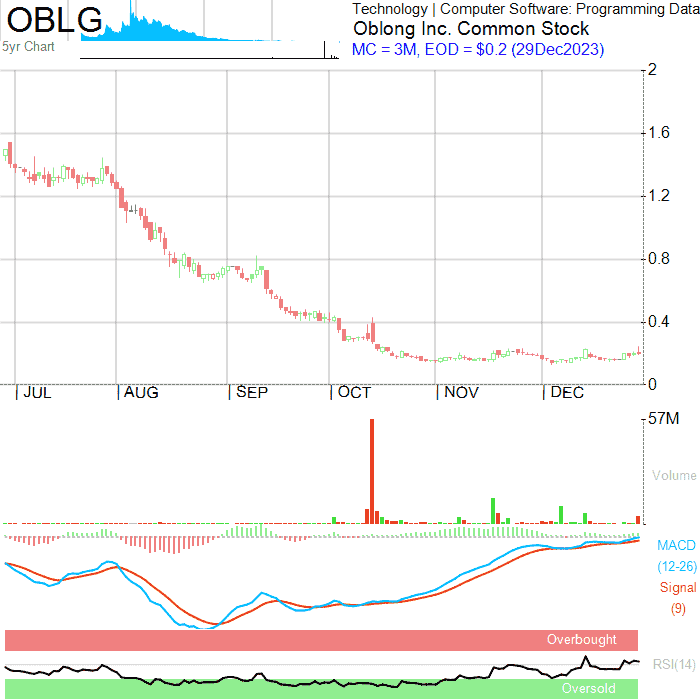 OBLG
5yr Chart
Technology | Computer Software: Programming Data
Oblong Inc. Common Stock
MC = 3M, EOD = $0.2 (29Dec2023)
2
1.6
1.2
0.8
0.4
0
JUL AUG SEP OCT NOV DEC
57M
Volume
MACD
(12-26)
Signal
(9)
Overbought
RSI(14)
Oversold